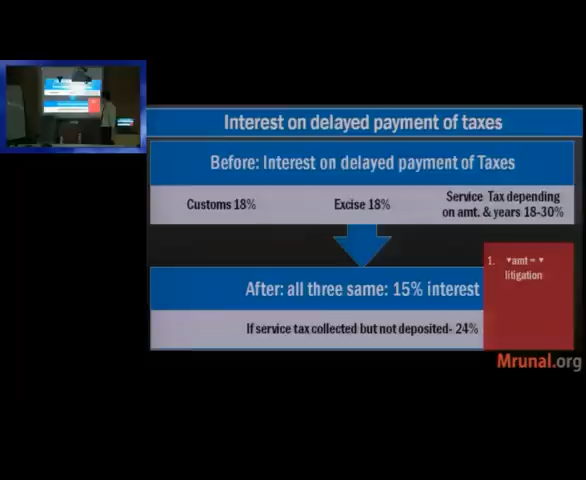 Interest on delayed payment of taxes
Before: Interest on delayed payment of Taxes
Customs 18%
Excise 18%
Service Tax depending
on amt. & years 18-30%
After: all three same: 15% interest
If service tax collected but not deposited- 24%
1. ▼amt = ▼
litigation
Mrunal.org